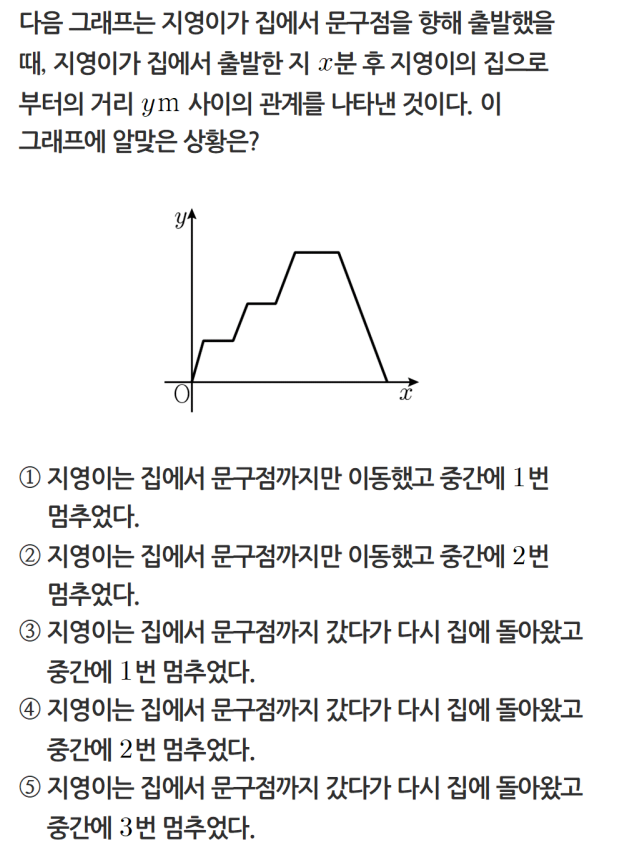 다음 그래프는 지영이가 집에서 문구점을 향해 출발했을
때, 지영이가 집에서 출발한 지 x분 후 지영이의 집으로
부터의 거리 ym 사이의 관계를 나타낸 것이다. 이
그래프에 알맞은 상황은?
y
O
x
① 지영이는 집에서 문구점까지만 이동했고 중간에 1번
멈추었다.
② 지영이는 집에서 문구점까지만 이동했고 중간에 2번
멈추었다.
③ 지영이는 집에서 문구점까지 갔다가 다시 집에 돌아왔고
중간에 1번 멈추었다.
④ 지영이는 집에서 문구점까지 갔다가 다시 집에 돌아왔고
중간에 2번 멈추었다.
⑤ 지영이는 집에서 문구점까지 갔다가 다시 집에 돌아왔고
중간에 3번 멈추었다.